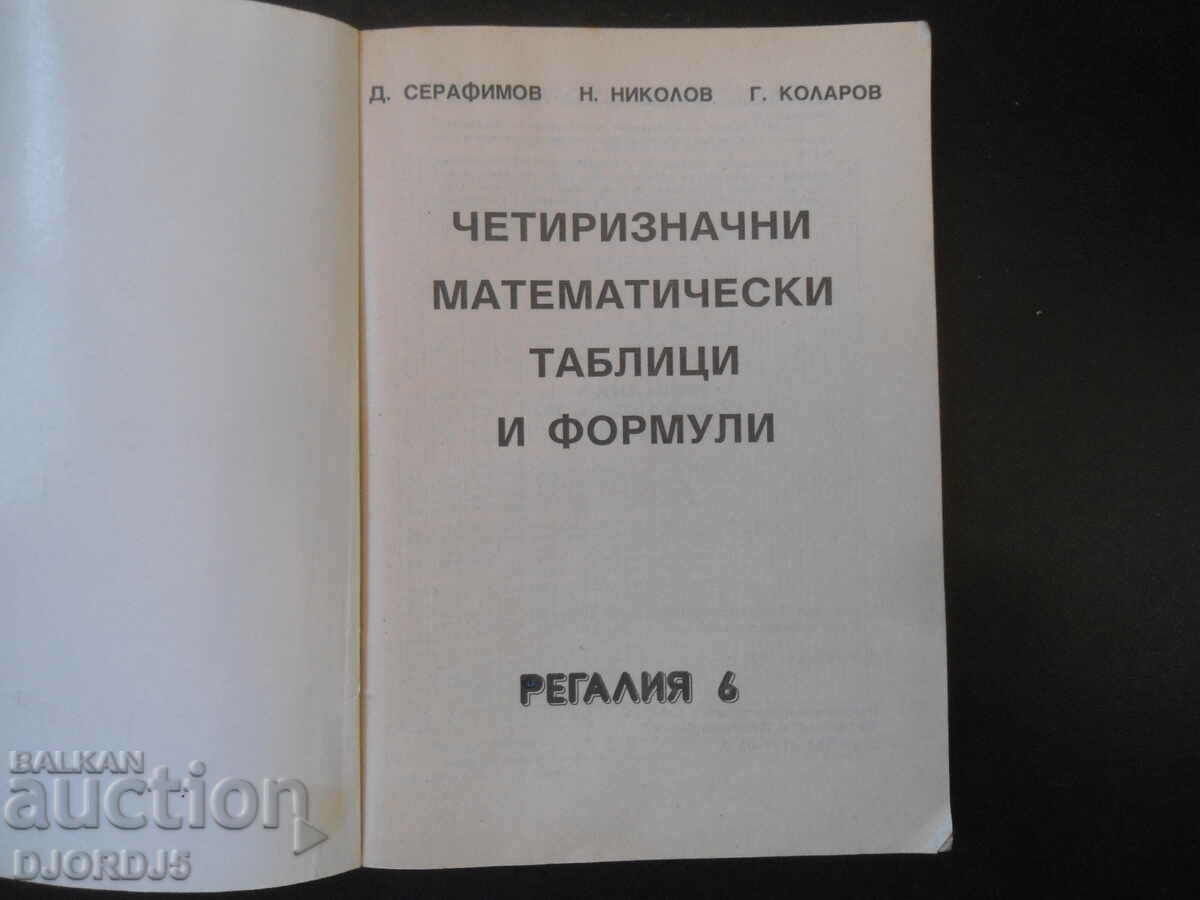 Д. СЕРАФИМОВ Н. НИКОЛОВ Г. КОЛАРОВ
ЧЕТИРИЗНАЧНИ
МАТЕМАТИЧЕСКИ
ТАБЛИЦИ
И ФОРМУЛИ
РЕГАЛИЯ 6
BALKAN
auction
DJORDJ5